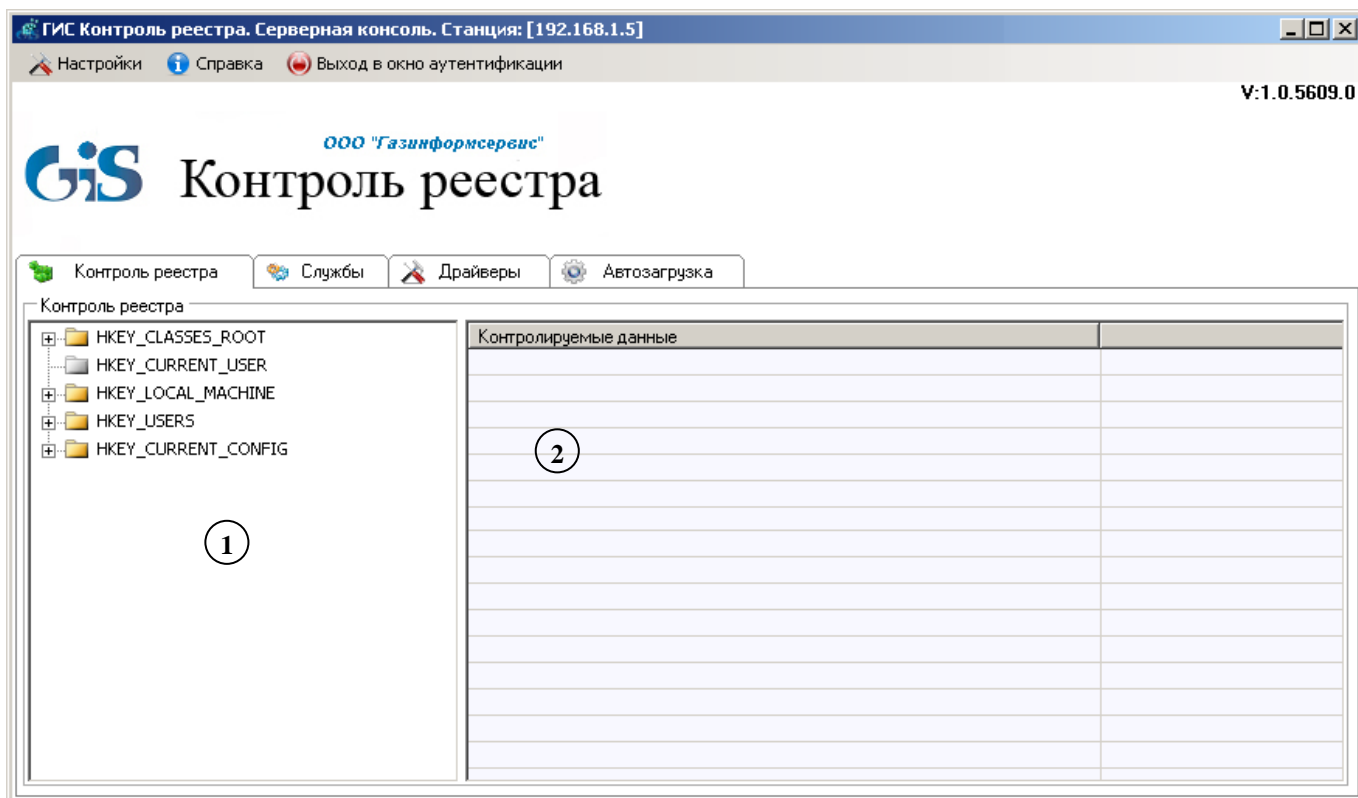 ГИС Контроль реестра. Серверная консоль. Станция: [192.168.1.5]
Настройки Справка Выход в окно аутентификации
V:1.0.5609.0
ООО "Газинформсервис"
GiS Контроль реестра
Контроль реестра Службы Драйверы Автозагрузка
Контроль реестра
HKEY_CLASSES_ROOT
HKEY_CURRENT_USER
HKEY_LOCAL_MACHINE
HKEY_USERS
HKEY_CURRENT_CONFIG
1
Контролируемые данные
2